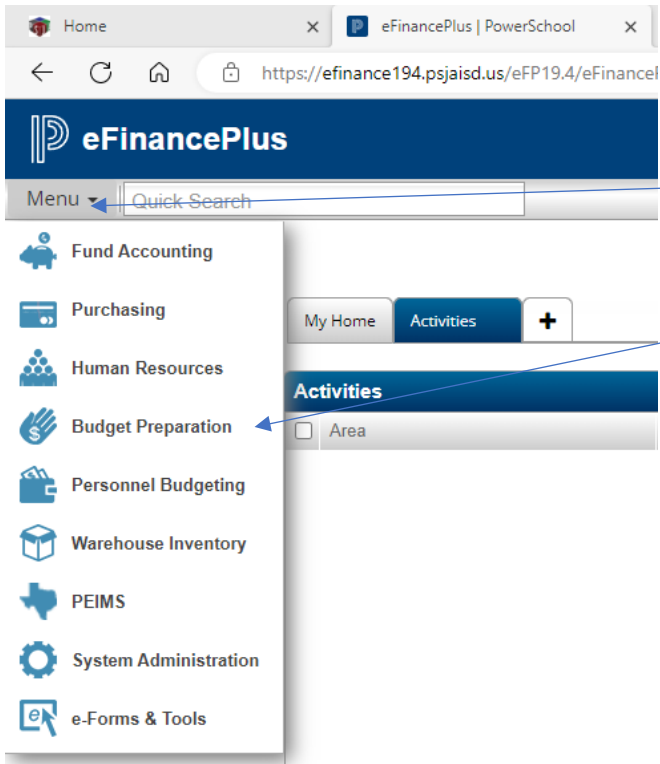 Home
eFinancePlus | PowerSchool
https://efinance194.psjaisd.us/eFP19.4/eFinance
eFinancePlus
Menu Quick Search
Fund Accounting
Purchasing
Human Resources
Budget Preparation
Personnel Budgeting
Warehouse Inventory
PEIMS
System Administration
e-Forms & Tools
My Home Activities +
Activities
Area